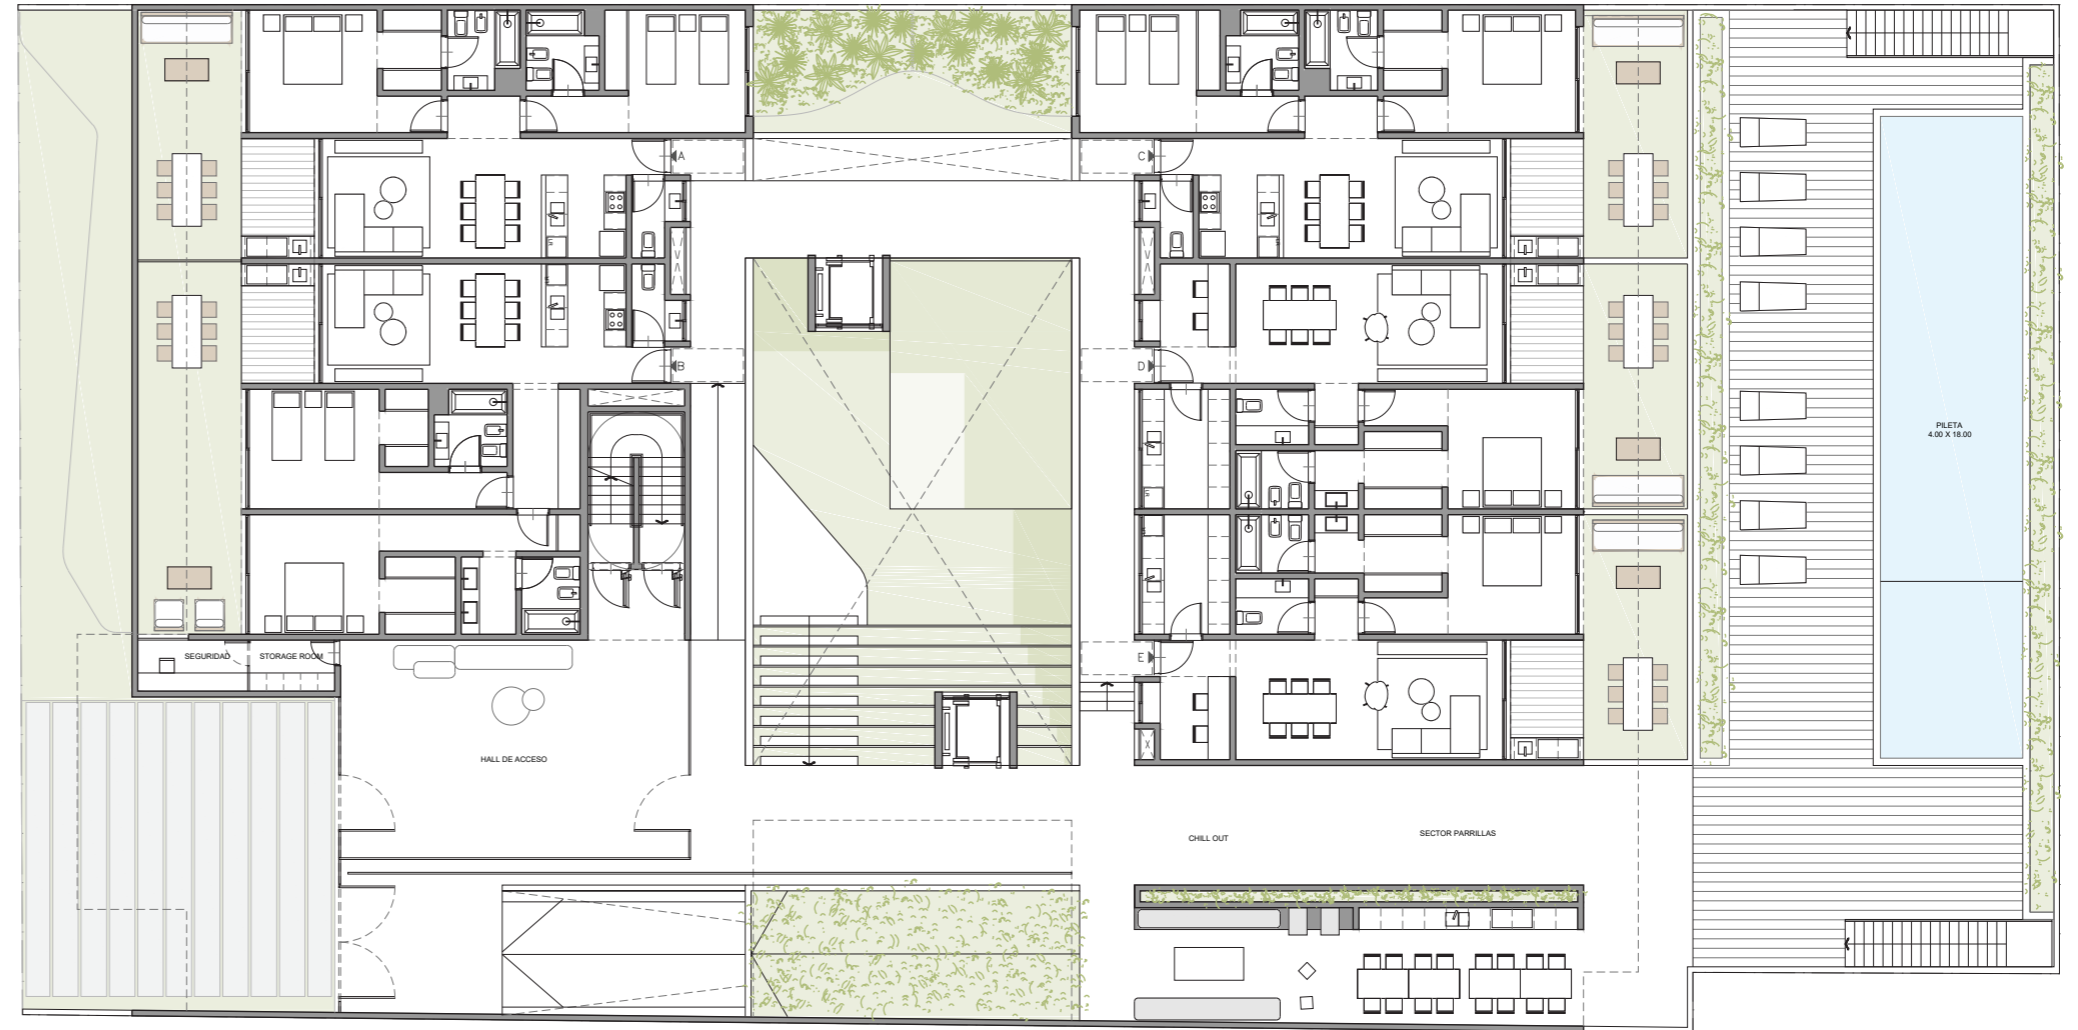 A
C
B
D
PILETA
4.00 X 18.00
SEGURIDAD
STORAGE ROOM
E
HALL DE ACCESO
CHILL OUT
SECTOR PARRILLAS